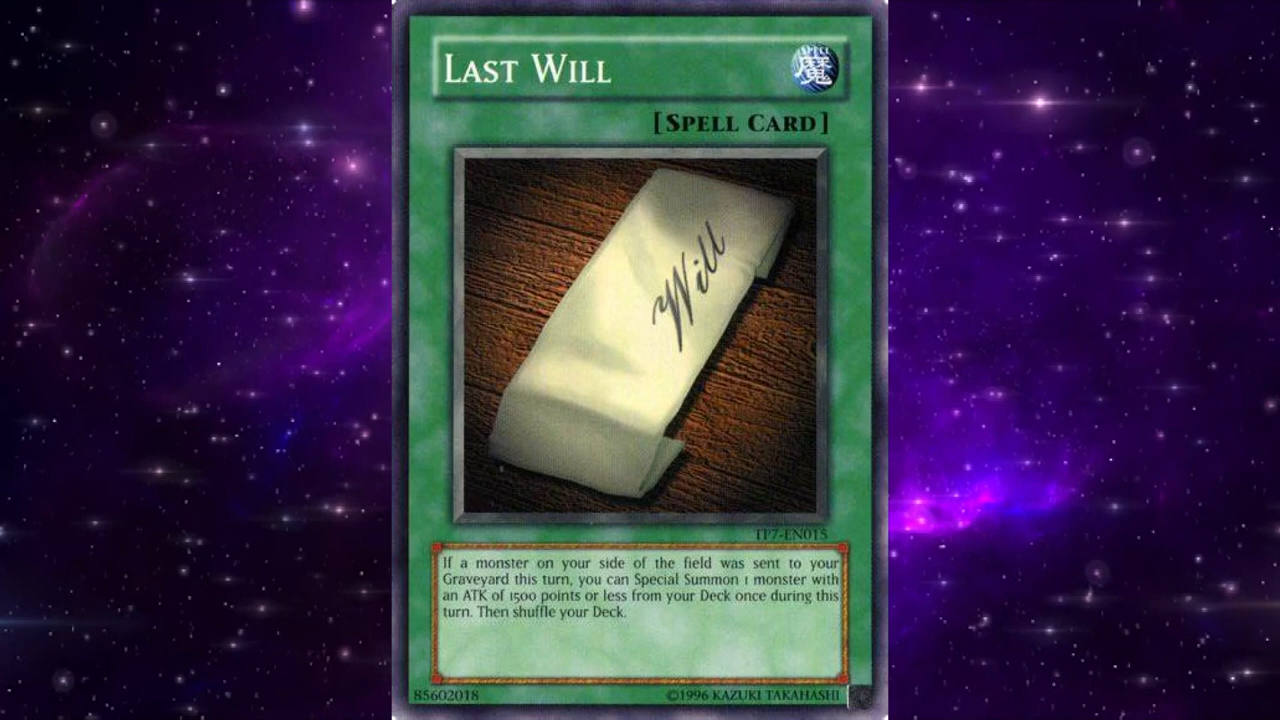 LAST WILL
魔
[SPELL CARD]
Will
TP7-EN015
If a monster on your side of the field was sent to your
Graveyard this turn, you can Special Summon 1 monster with
an ATK of 1500 points or less from your Deck once during this
turn. Then shuffle your Deck.
85602018
©1996 KAZUKI TAKAHASHI